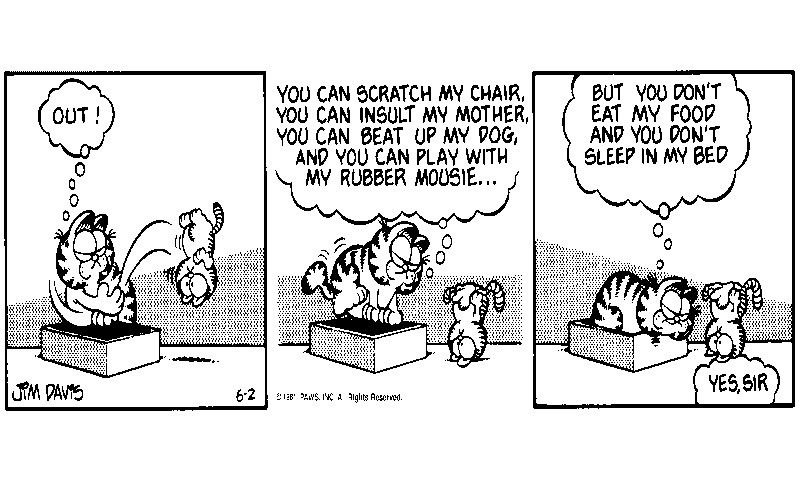 OUT!
JIM DAVIS
6-2
YOU CAN SCRATCH MY CHAIR,
YOU CAN INSULT MY MOTHER,
YOU CAN BEAT UP MY DOG,
AND YOU CAN PLAY WITH
MY RUBBER MOUSIE...
PAWS, INC. All Rights Reserved.
BUT YOU DON'T
EAT MY FOOD
AND YOU DON'T
SLEEP IN MY BED
YES, SIR